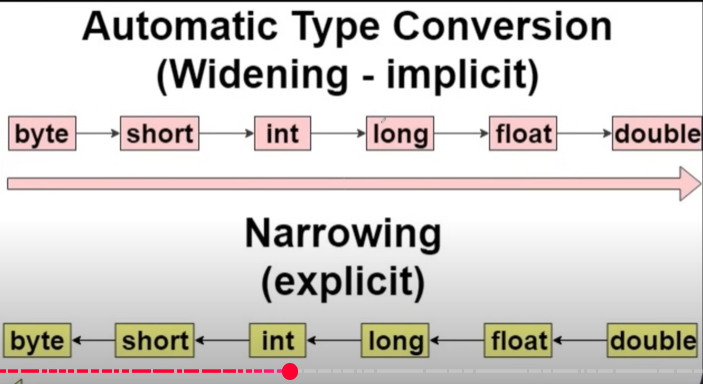 Automatic Type Conversion
(Widening - implicit)
byte short int long float double
Narrowing
(explicit)
byte short int long float double